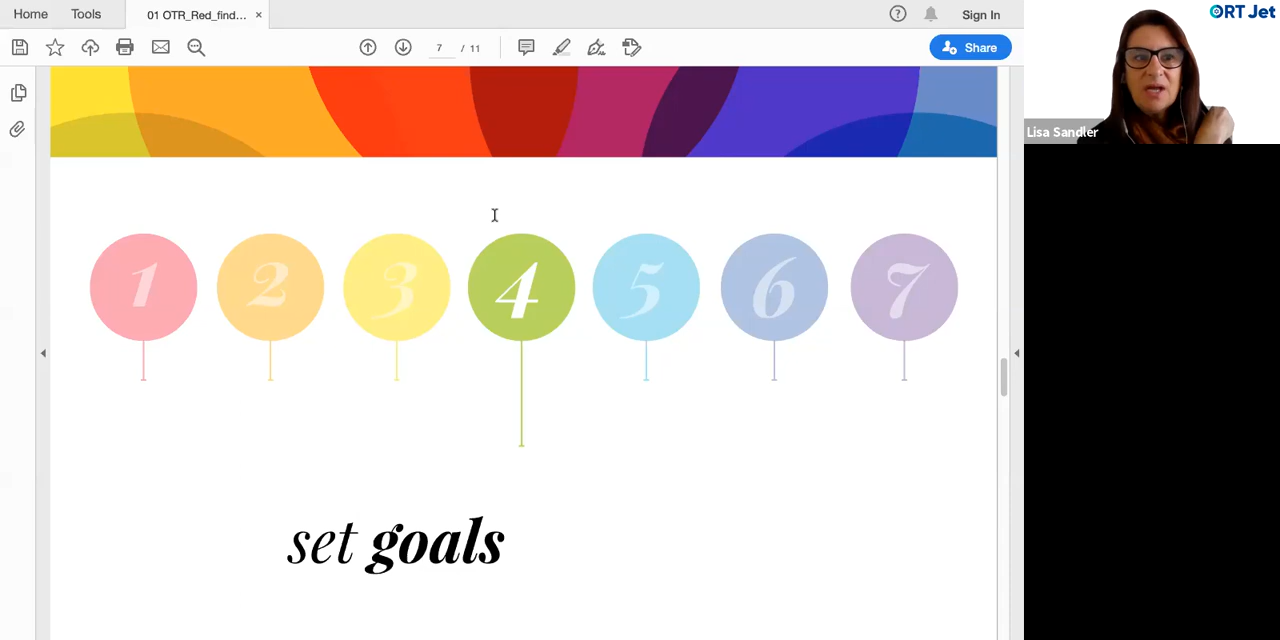 Home Tools 01 OTR_Red_find... × ? Sign In
7 / 11 Share
ORT Jet
Lisa Sandler
1 2 3 4 5 6 7
set goals